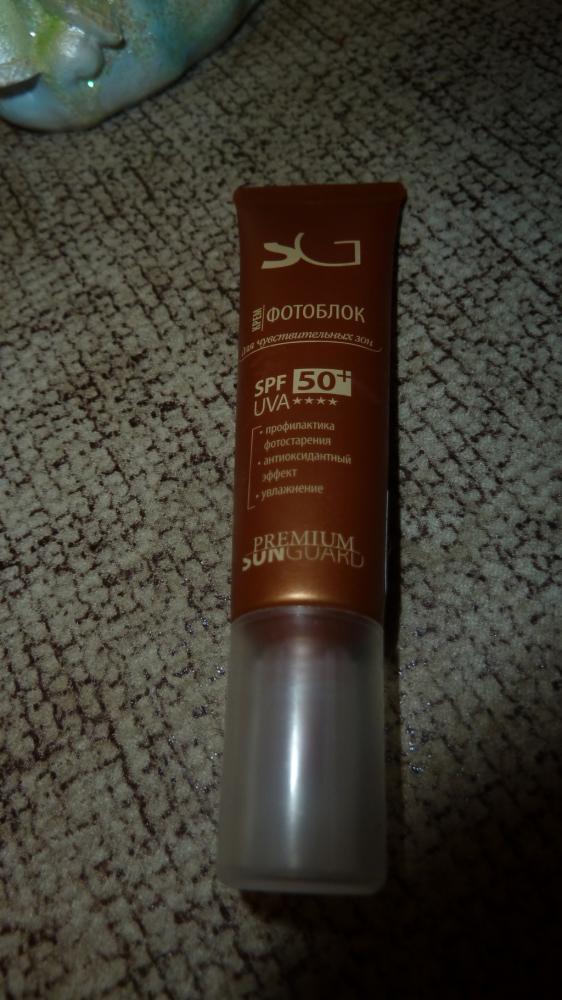 SG
КРЕМ
ФОТОБЛОК
для чувствительных зон
SPF 50+
UVA★★★★
• профилактика
фотостарения
• антиоксидантный
эффект
• увлажнение
PREMIUM
SUNGUARD